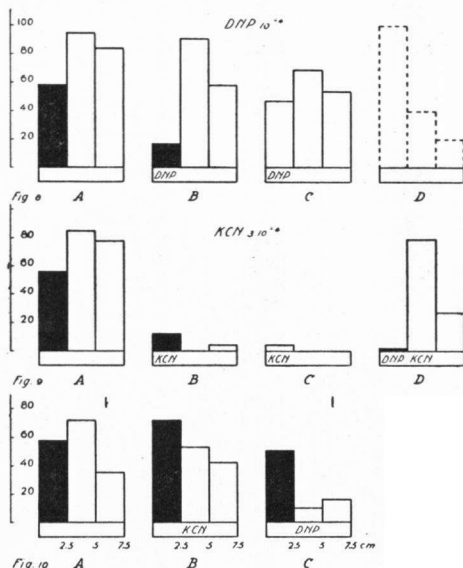 DNP 10⁻⁴
100
80
60
40
20
DNP
DNP
Fig. 8 A B C D
KCN 3 10⁻⁴
80
60
40
20
KCN
KCN
DNP KCN
Fig. 9 A B C D
80
60
40
20
KCN
DNP
2.5 5 7.5 2.5 5 7.5 2.5 5 7.5 cm
Fig. 10 A B C